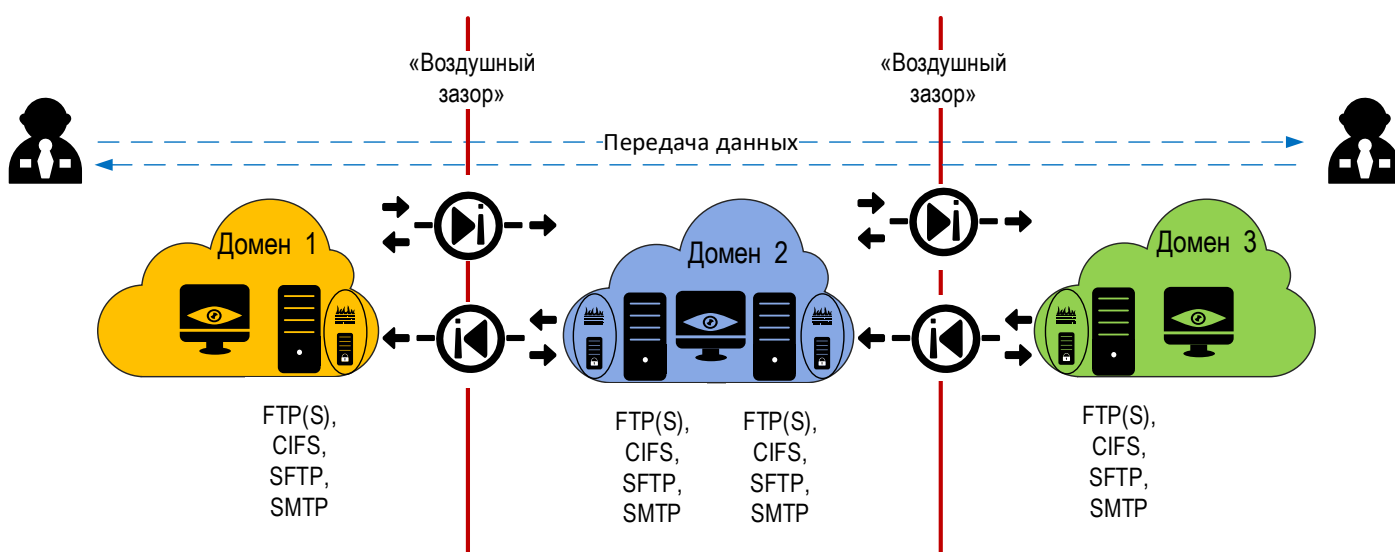 «Воздушный
зазор»
«Воздушный
зазор»
Передача данных
Домен 1
Домен 2
Домен 3
FTP(S),
CIFS,
SFTP,
SMTP
FTP(S),
CIFS,
SFTP,
SMTP
FTP(S),
CIFS,
SFTP,
SMTP
FTP(S),
CIFS,
SFTP,
SMTP